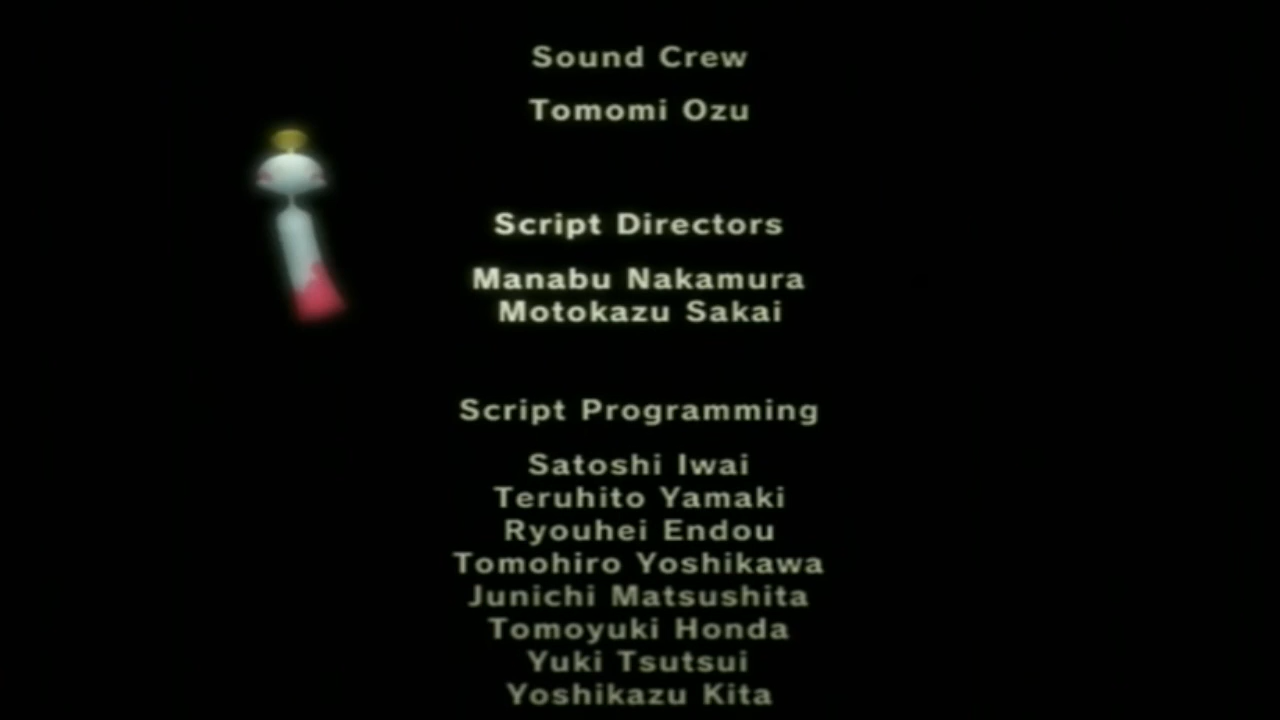 Sound Crew
Tomomi Ozu
Script Directors
Manabu Nakamura
Motokazu Sakai
Script Programming
Satoshi Iwai
Teruhito Yamaki
Ryouhei Endou
Tomohiro Yoshikawa
Junichi Matsushita
Tomoyuki Honda
Yuki Tsutsui
Yoshikazu Kita